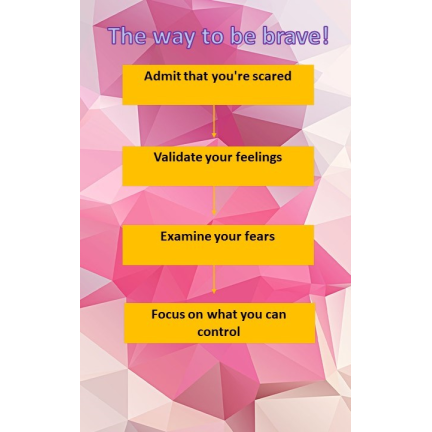 The way to be brave!
Admit that you're scared
Validate your feelings
Examine your fears
Focus on what you can
control